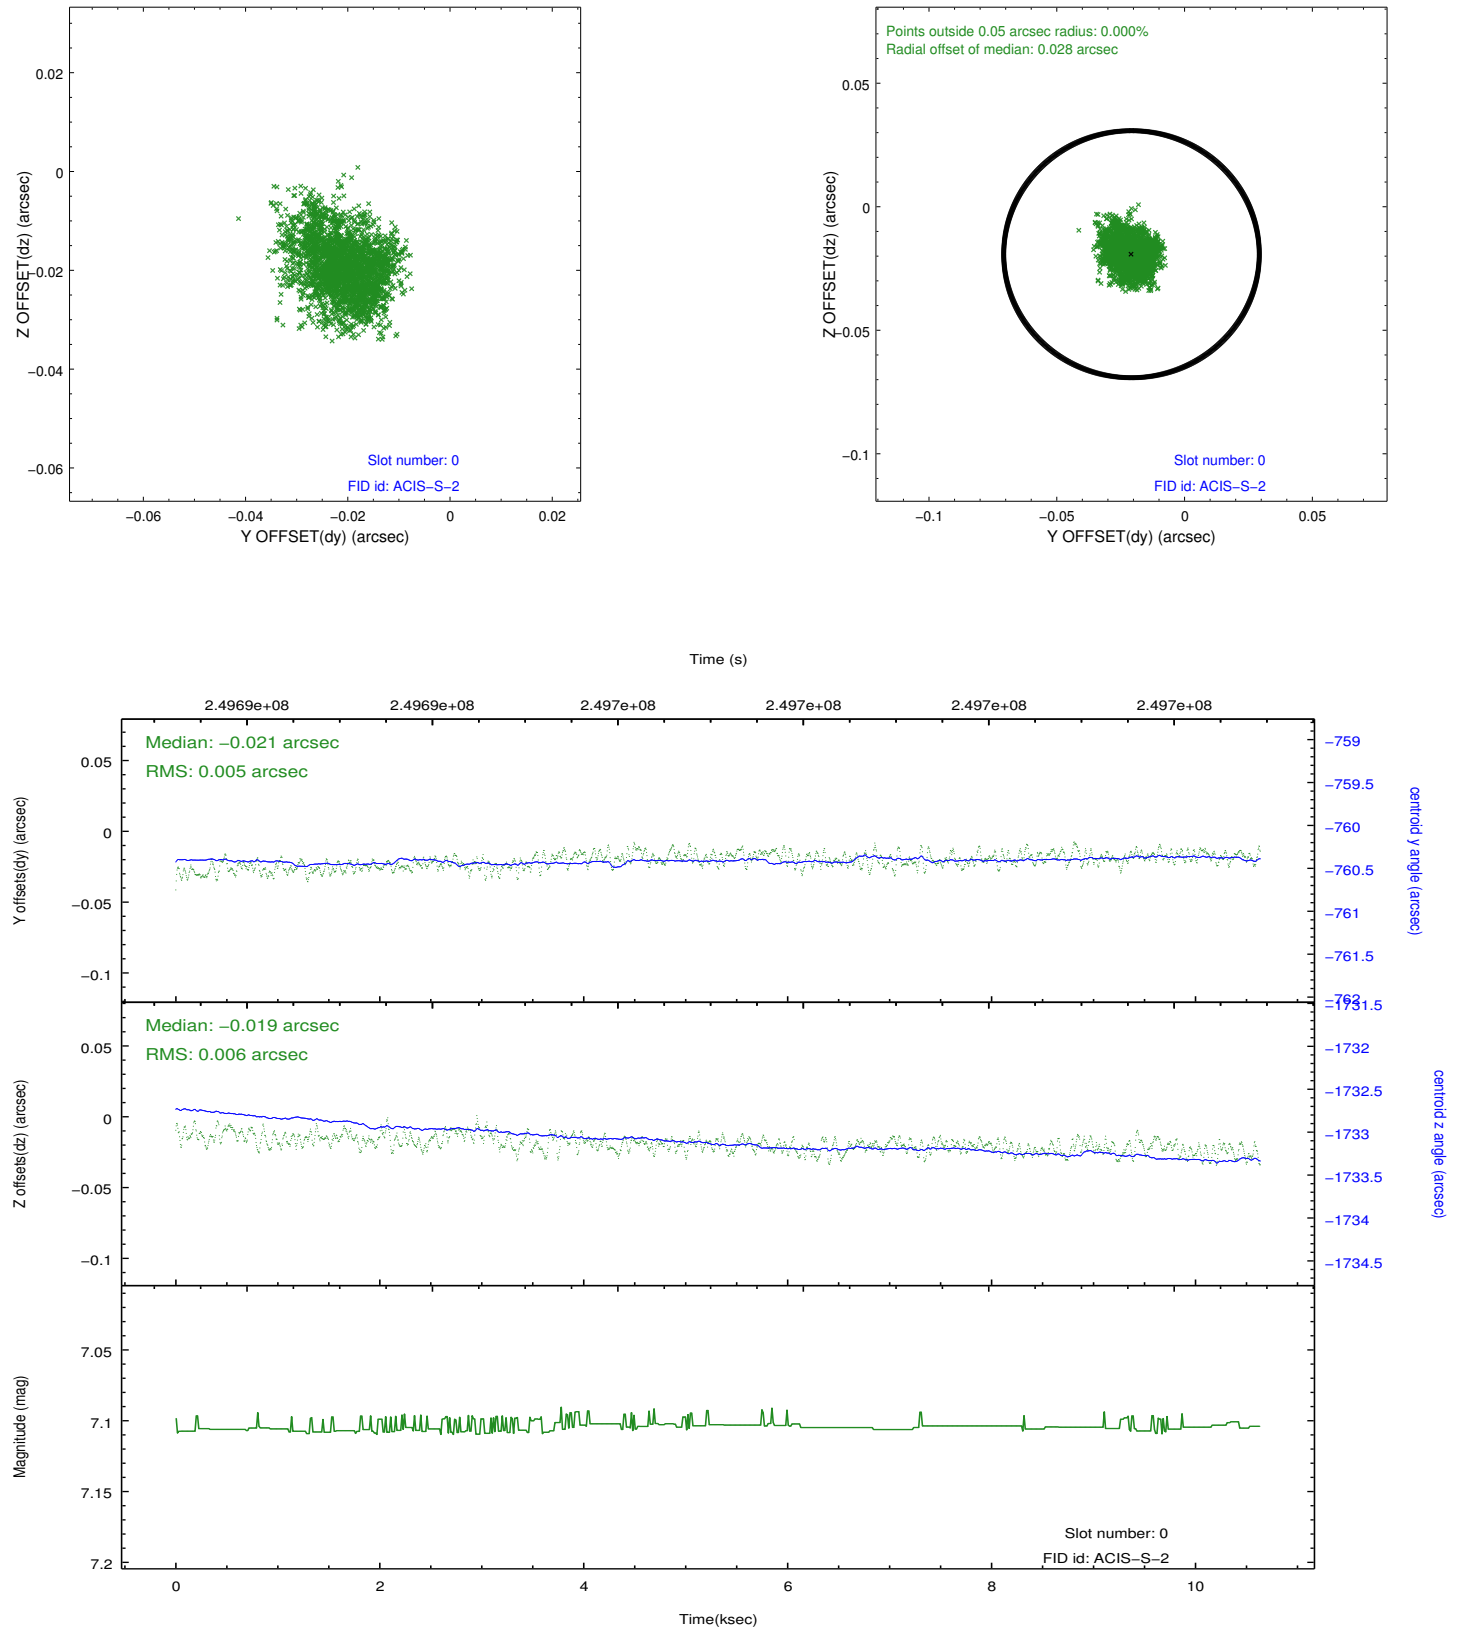 0.02
0
−0.02
−0.04
−0.06
Z OFFSET(dz) (arcsec)
Slot number: 0
FID id: ACIS−S−2
−0.06 −0.04 −0.02 0 0.02
Y OFFSET(dy) (arcsec)
Points outside 0.05 arcsec radius: 0.000%
Radial offset of median: 0.028 arcsec
0.05
0
−0.05
−0.1
Z OFFSET(dz) (arcsec)
Slot number: 0
FID id: ACIS−S−2
−0.1 −0.05 0 0.05
Y OFFSET(dy) (arcsec)
Time (s)
2.4969e+08 2.4969e+08 2.497e+08 2.497e+08 2.497e+08 2.497e+08
Median: −0.021 arcsec
RMS: 0.005 arcsec
0.05
0
−0.05
−0.1
Y offsets(dy) (arcsec)
−759
−759.5
−760
−760.5
−761
−761.5
−762
centroid y angle (arcsec)
Median: −0.019 arcsec
RMS: 0.006 arcsec
0.05
0
−0.05
−0.1
Z offsets(dz) (arcsec)
−1731.5
−1732
−1732.5
−1733
−1733.5
−1734
−1734.5
centroid z angle (arcsec)
7.05
7.1
7.15
7.2
Magnitude (mag)
Slot number: 0
FID id: ACIS−S−2
0 2 4 6 8 10
Time(ksec)